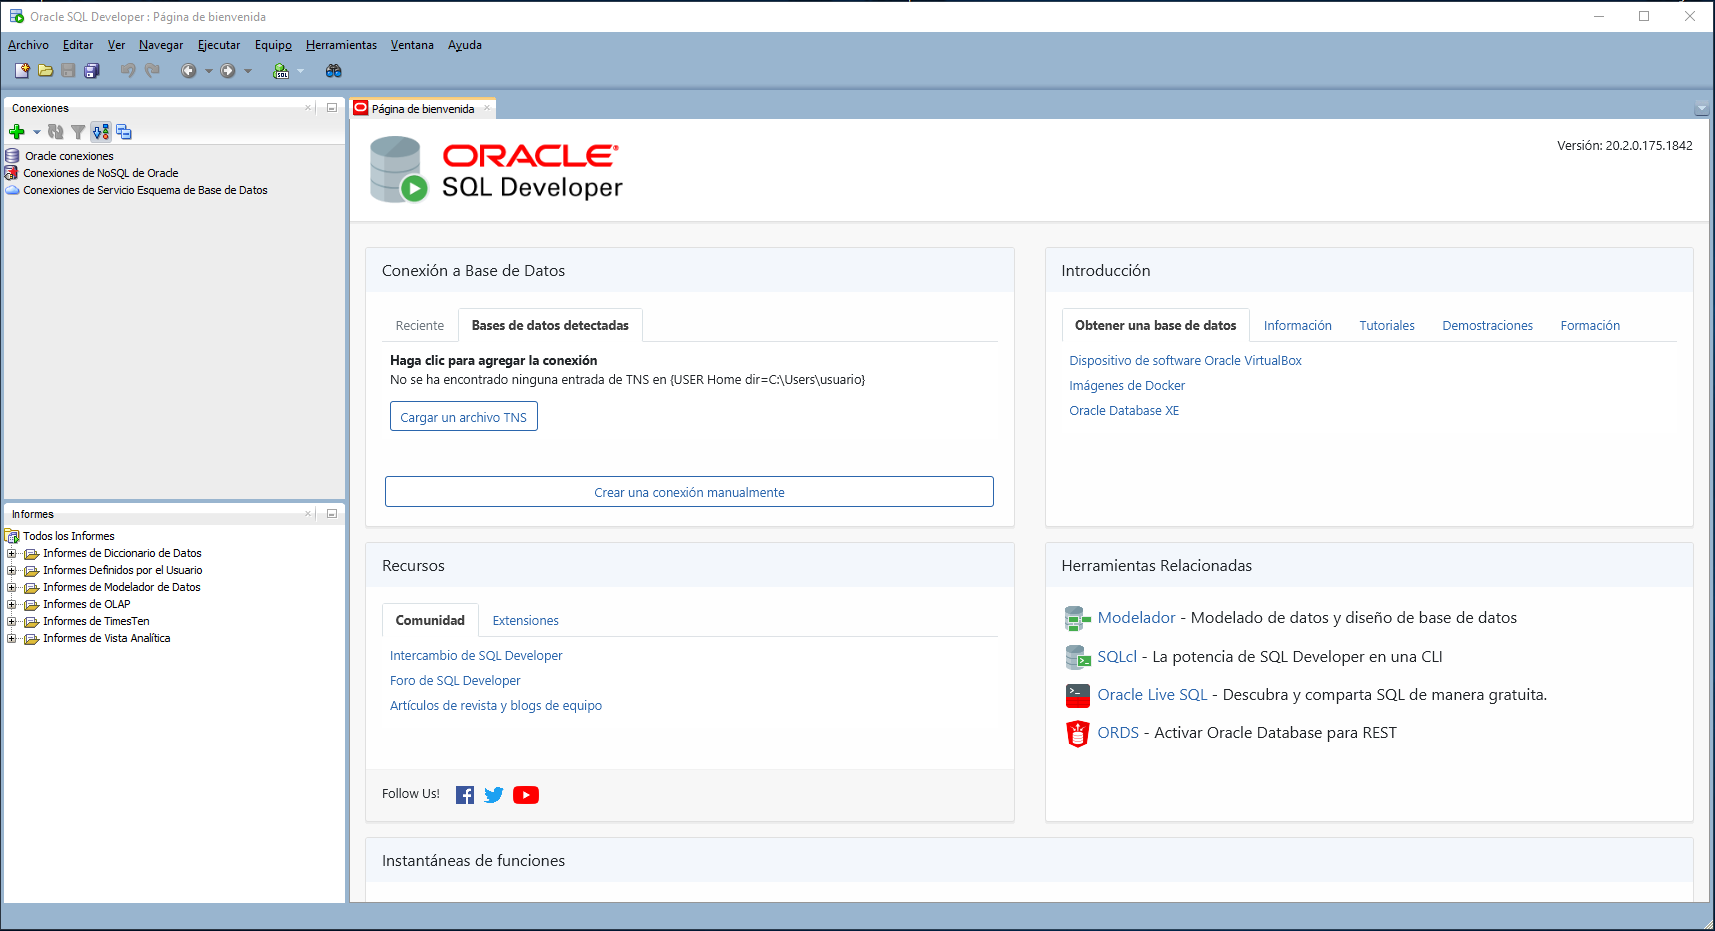 Oracle SQL Developer : Página de bienvenida
Archivo Editar Ver Navegar Ejecutar Equipo Herramientas Ventana Ayuda
SQL
Conexiones
Oracle conexiones
Conexiones de NoSQL de Oracle
Conexiones de Servicio Esquema de Base de Datos
Informes
Todos los Informes
Informes de Diccionario de Datos
Informes Definidos por el Usuario
Informes de Modelador de Datos
Informes de OLAP
Informes de TimesTen
Informes de Vista Analítica
Página de bienvenida
ORACLE®
SQL Developer
Versión: 20.2.0.175.1842
Conexión a Base de Datos
Reciente Bases de datos detectadas
Haga clic para agregar la conexión
No se ha encontrado ninguna entrada de TNS en {USER Home dir=C:\Users\usuario}
Cargar un archivo TNS
Crear una conexión manualmente
Introducción
Obtener una base de datos Información Tutoriales Demostraciones Formación
Dispositivo de software Oracle VirtualBox
Imágenes de Docker
Oracle Database XE
Recursos
Comunidad Extensiones
Intercambio de SQL Developer
Foro de SQL Developer
Artículos de revista y blogs de equipo
Follow Us!
Herramientas Relacionadas
Modelador - Modelado de datos y diseño de base de datos
SQLcl - La potencia de SQL Developer en una CLI
Oracle Live SQL - Descubra y comparta SQL de manera gratuita.
ORDS - Activar Oracle Database para REST
Instantáneas de funciones